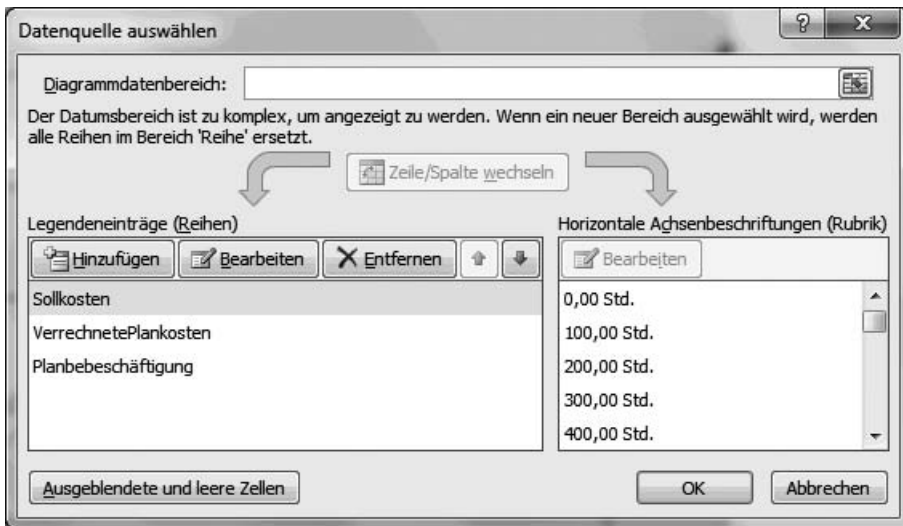 Datenquelle auswählen
Diagrammdatenbereich:
Der Datumsbereich ist zu komplex, um angezeigt zu werden. Wenn ein neuer Bereich ausgewählt wird, werden
alle Reihen im Bereich 'Reihe' ersetzt.
Zeile/Spalte wechseln
Legendeneinträge (Reihen)
Hinzufügen Bearbeiten Entfernen
Sollkosten
VerrechnetePlankosten
Planbebeschäftigung
Horizontale Achsenbeschriftungen (Rubrik)
Bearbeiten
0,00 Std.
100,00 Std.
200,00 Std.
300,00 Std.
400,00 Std.
Ausgeblendete und leere Zellen
OK Abbrechen